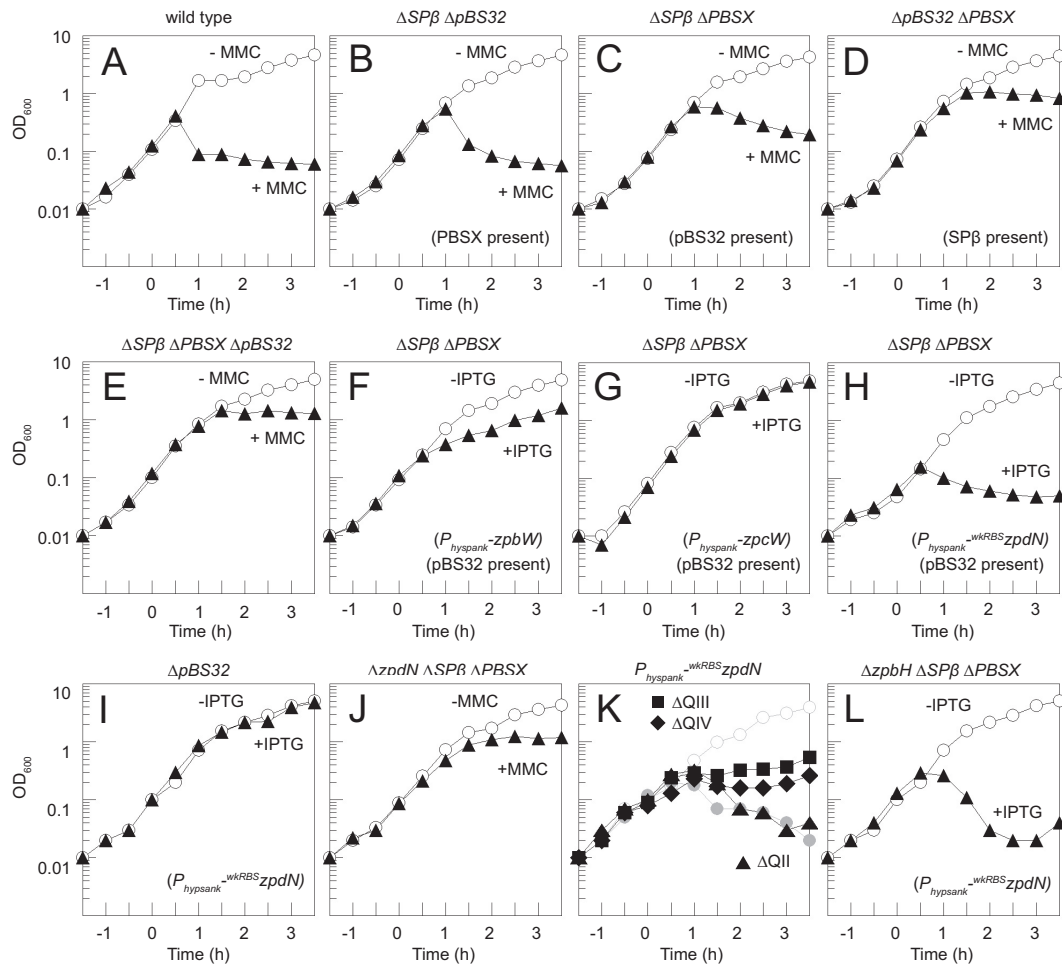 wild type
ΔSPβ ΔpBS32
ΔSPβ ΔPBSX
ΔpBS32 ΔPBSX
10
1
0.1
0.01
OD600
A
- MMC
+ MMC
B
- MMC
+ MMC
(PBSX present)
C
- MMC
+ MMC
(pBS32 present)
D
- MMC
+ MMC
(SPβ present)
-1 0 1 2 3
-1 0 1 2 3
-1 0 1 2 3
-1 0 1 2 3
Time (h)
Time (h)
Time (h)
Time (h)
ΔSPβ ΔPBSX ΔpBS32
ΔSPβ ΔPBSX
ΔSPβ ΔPBSX
ΔSPβ ΔPBSX
10
1
0.1
0.01
OD600
E
- MMC
+ MMC
F
-IPTG
+IPTG
(Physpank-zpbW)
(pBS32 present)
G
-IPTG
+IPTG
(Physpank-zpcW)
(pBS32 present)
H
-IPTG
+IPTG
(Physpank-wkRBSzpdN)
(pBS32 present)
-1 0 1 2 3
-1 0 1 2 3
-1 0 1 2 3
-1 0 1 2 3
Time (h)
Time (h)
Time (h)
Time (h)
ΔpBS32
ΔzpdN ΔSPβ ΔPBSX
Physpank-wkRBSzpdN
ΔzpbH ΔSPβ ΔPBSX
10
1
0.1
0.01
OD600
I
-IPTG
+IPTG
(Phypsank-wkRBSzpdN)
J
-MMC
+MMC
K
ΔQIII
ΔQIV
ΔQII
L
-IPTG
+IPTG
(Phypsank-wkRBSzpdN)
-1 0 1 2 3
-1 0 1 2 3
-1 0 1 2 3
-1 0 1 2 3
Time (h)
Time (h)
Time (h)
Time (h)